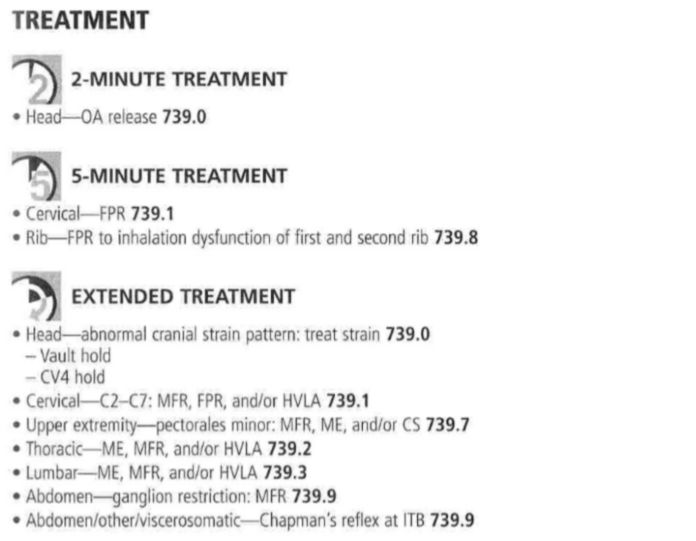 TREATMENT
2
2-MINUTE TREATMENT
• Head—OA release 739.0
5
5-MINUTE TREATMENT
• Cervical—FPR 739.1
• Rib—FPR to inhalation dysfunction of first and second rib 739.8
EXTENDED TREATMENT
• Head—abnormal cranial strain pattern: treat strain 739.0
– Vault hold
– CV4 hold
• Cervical—C2–C7: MFR, FPR, and/or HVLA 739.1
• Upper extremity—pectorales minor: MFR, ME, and/or CS 739.7
• Thoracic—ME, MFR, and/or HVLA 739.2
• Lumbar—ME, MFR, and/or HVLA 739.3
• Abdomen—ganglion restriction: MFR 739.9
• Abdomen/other/viscerosomatic—Chapman's reflex at ITB 739.9